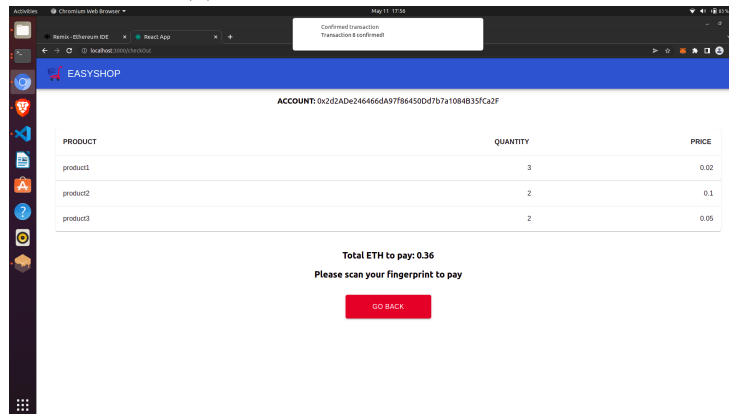 Activities Chromium Web Browser May 11 17:56 83%
Confirmed transaction
Transaction 8 confirmed!
Remix - Ethereum IDE React App
localhost:3000/checkOut
EASYSHOP
ACCOUNT: 0x2d2ADe246466dA97f86450Dd7b7a1084B35fCa2F
PRODUCT QUANTITY PRICE
product1 3 0.02
product2 2 0.1
product3 2 0.05
Total ETH to pay: 0.36
Please scan your fingerprint to pay
GO BACK